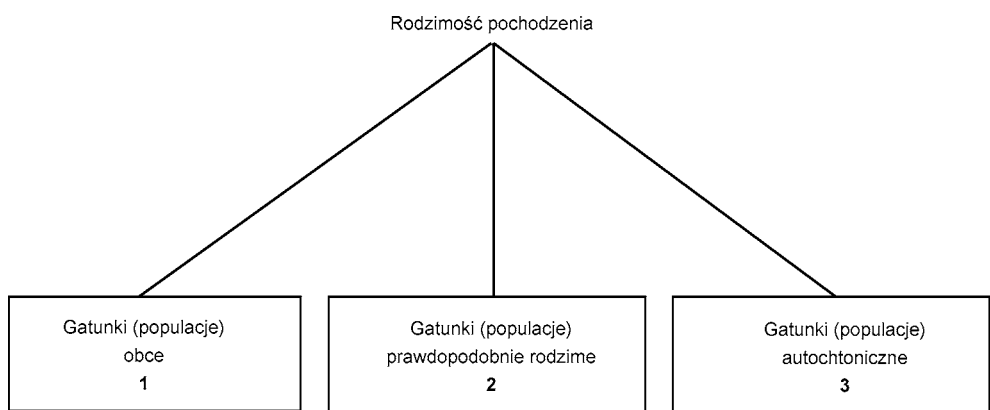 Rodzimość pochodzenia
Gatunki (populacje)
obce
1
Gatunki (populacje)
prawdopodobnie rodzime
2
Gatunki (populacje)
autochtoniczne
3